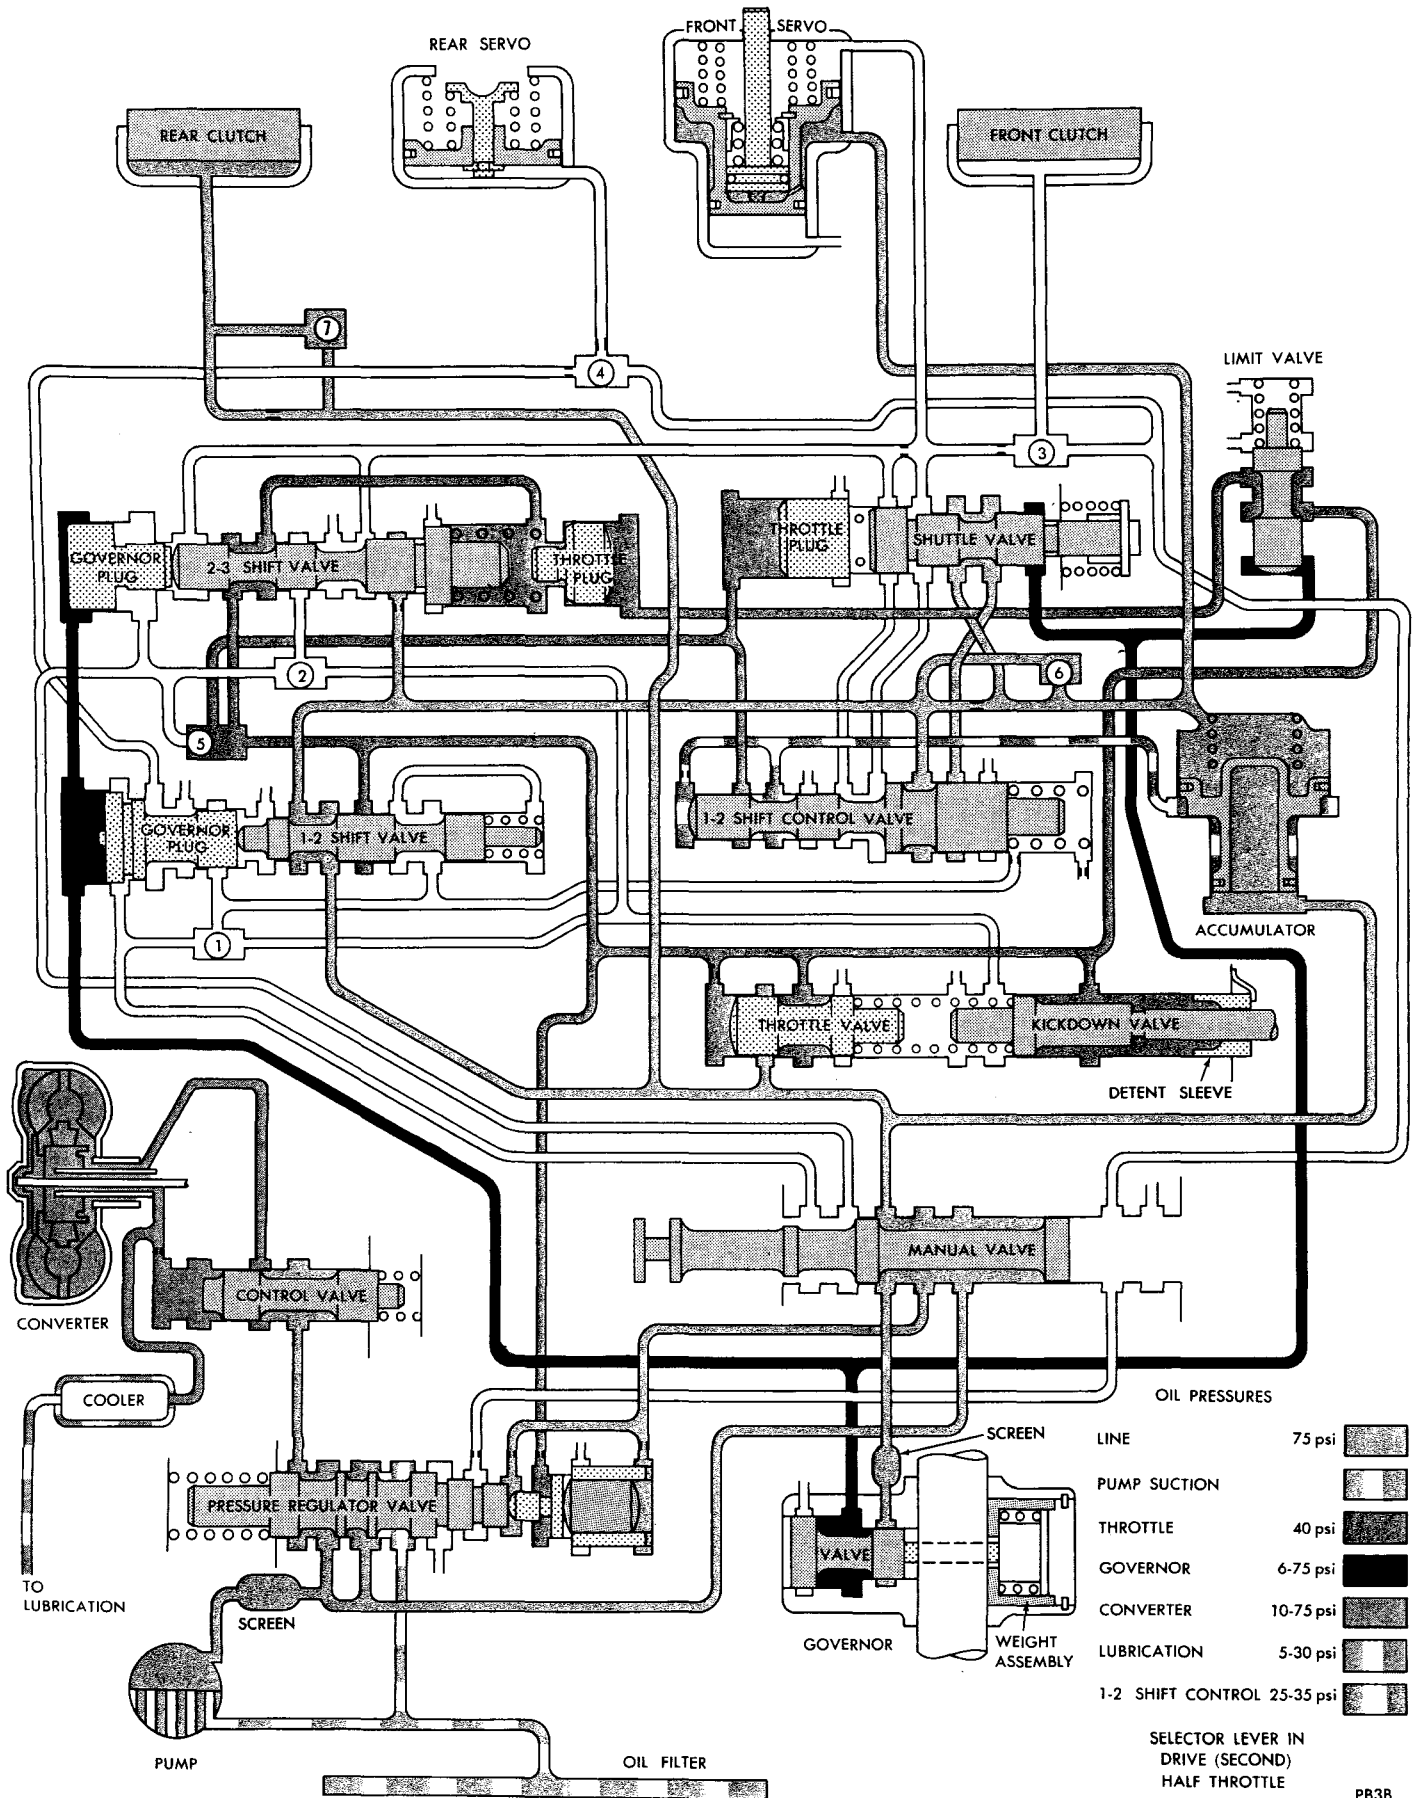 FRONT SERVO
REAR SERVO
REAR CLUTCH
FRONT CLUTCH
7
4
LIMIT VALVE
3
GOVERNOR
PLUG
2-3 SHIFT VALVE
THROTTLE
PLUG
THROTTLE
PLUG
SHUTTLE VALVE
2
6
5
GOVERNOR
PLUG
1-2 SHIFT VALVE
1-2 SHIFT CONTROL VALVE
1
ACCUMULATOR
THROTTLE VALVE
KICKDOWN VALVE
DETENT SLEEVE
MANUAL VALVE
CONTROL VALVE
CONVERTER
COOLER
OIL PRESSURES
SCREEN
LINE 75 psi
PUMP SUCTION
THROTTLE 40 psi
GOVERNOR 6-75 psi
CONVERTER 10-75 psi
LUBRICATION 5-30 psi
1-2 SHIFT CONTROL 25-35 psi
PRESSURE REGULATOR VALVE
VALVE
TO
LUBRICATION
SCREEN
GOVERNOR
WEIGHT
ASSEMBLY
PUMP
OIL FILTER
SELECTOR LEVER IN
DRIVE (SECOND)
HALF THROTTLE
PB3B